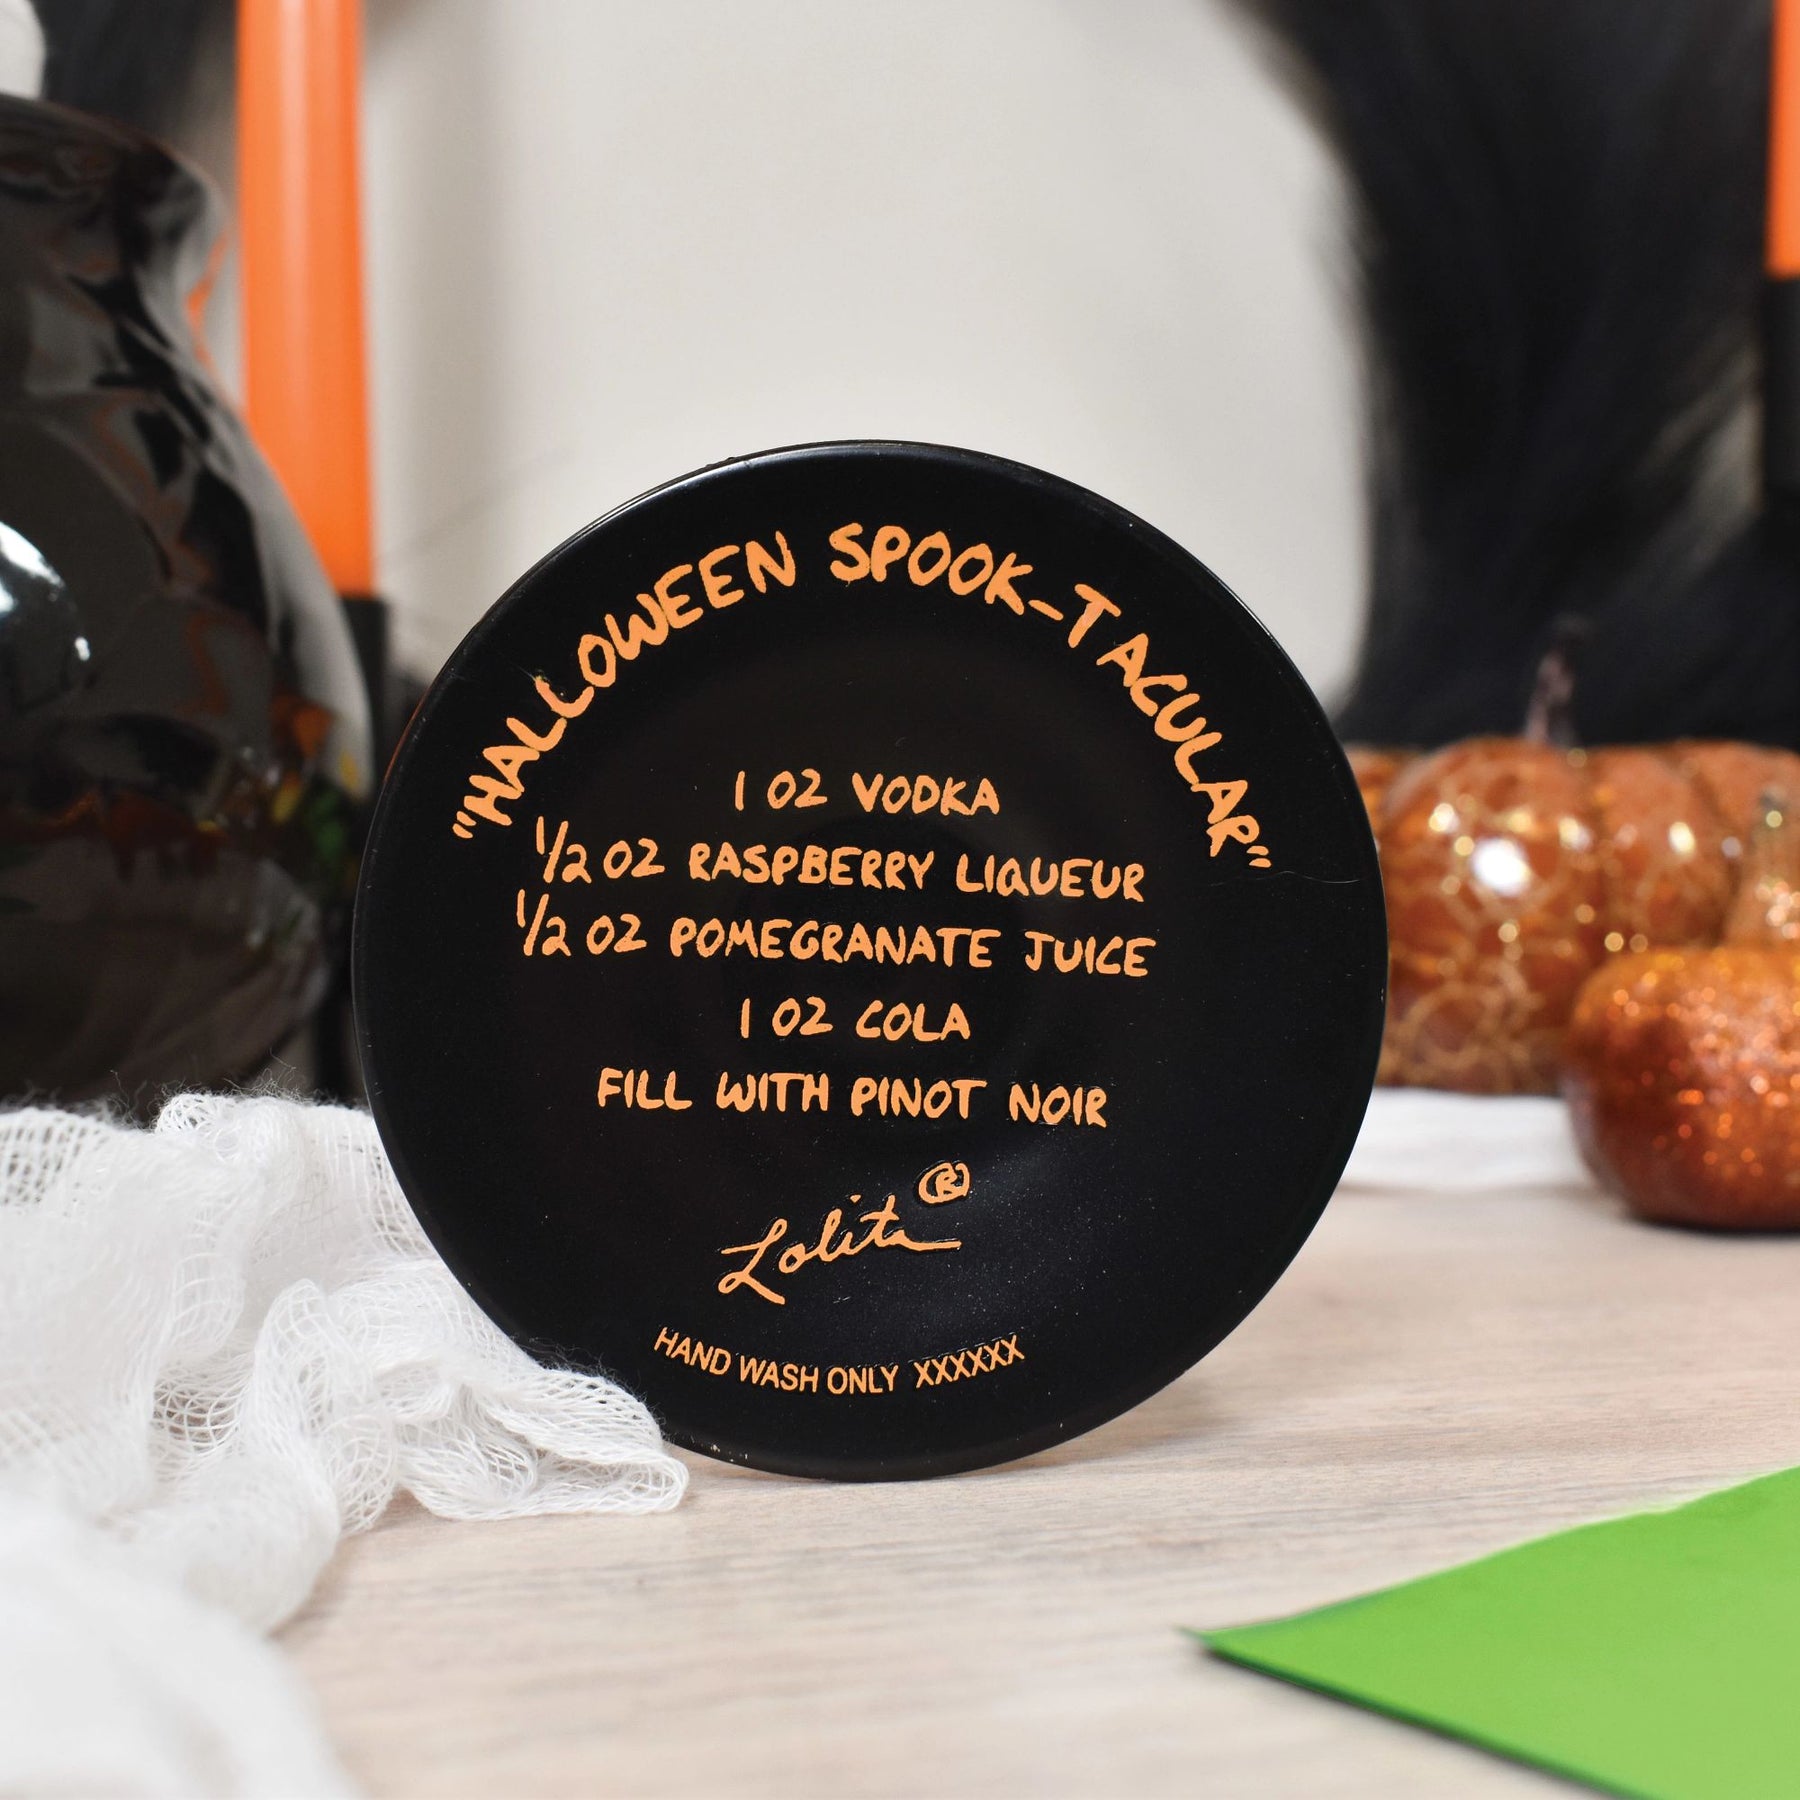 "HALLOWEEN SPOOK-TACULAR"
1 OZ VODKA
1/2 OZ RASPBERRY LIQUEUR
1/2 OZ POMEGRANATE JUICE
1 OZ COLA
FILL WITH PINOT NOIR
Lolita®
HAND WASH ONLY XXXXXX